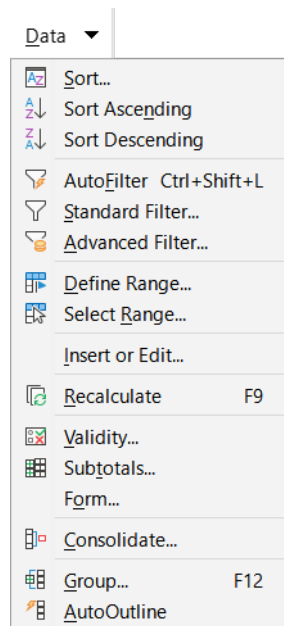 Data
Sort...
Sort Ascending
Sort Descending
AutoFilter Ctrl+Shift+L
Standard Filter...
Advanced Filter...
Define Range...
Select Range...
Insert or Edit...
Recalculate F9
Validity...
Subtotals...
Form...
Consolidate...
Group... F12
AutoOutline